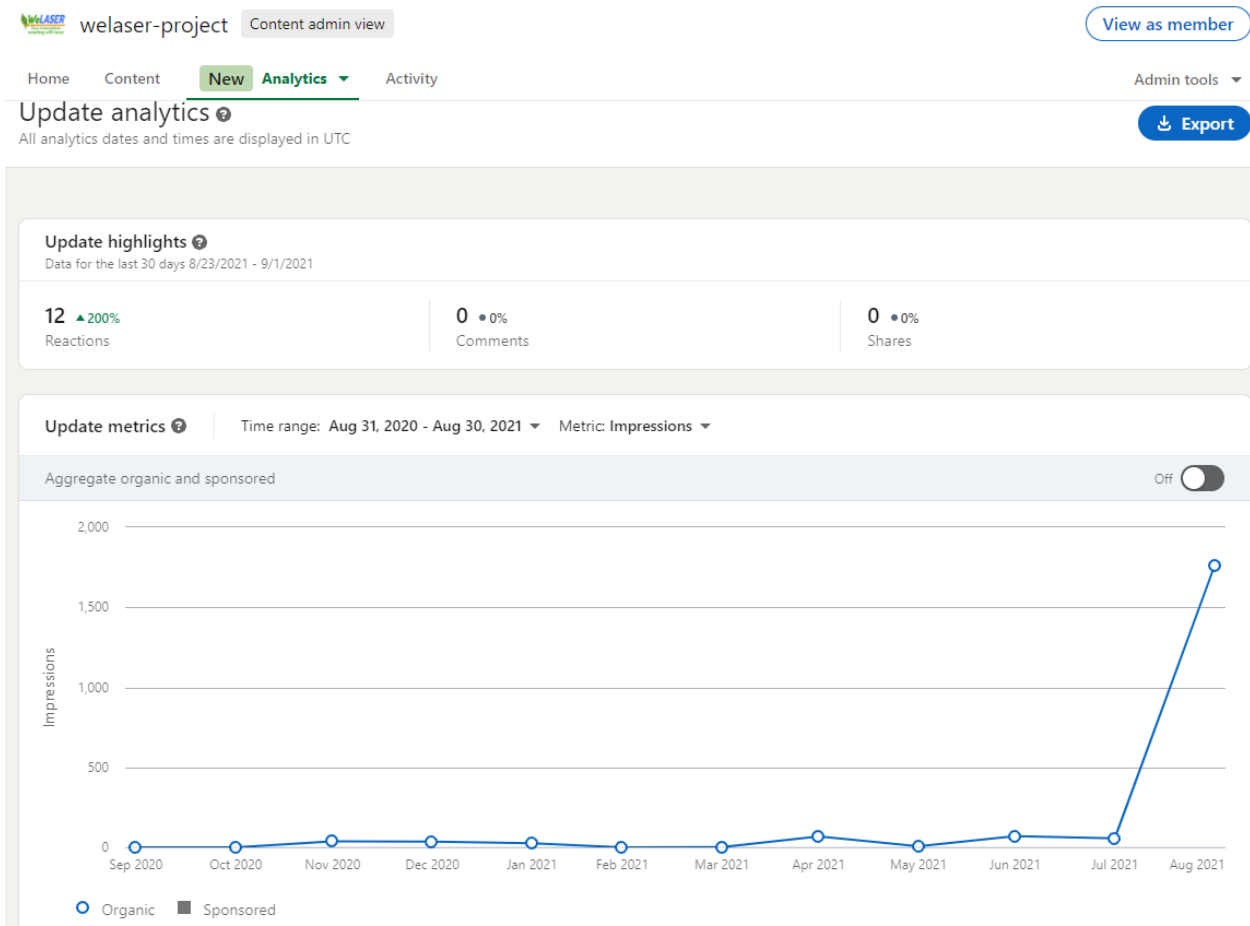 WeLASER
welaser-project Content admin view View as member
Home Content New Analytics Activity Admin tools
Update analytics
All analytics dates and times are displayed in UTC
Export
Update highlights
Data for the last 30 days 8/23/2021 - 9/1/2021
12 200% 0 0% 0 0%
Reactions Comments Shares
Update metrics Time range: Aug 31, 2020 - Aug 30, 2021 Metric: Impressions
Aggregate organic and sponsored Off
2,000
1,500
1,000
500
0
Impressions
Sep 2020 Oct 2020 Nov 2020 Dec 2020 Jan 2021 Feb 2021 Mar 2021 Apr 2021 May 2021 Jun 2021 Jul 2021 Aug 2021
Organic Sponsored